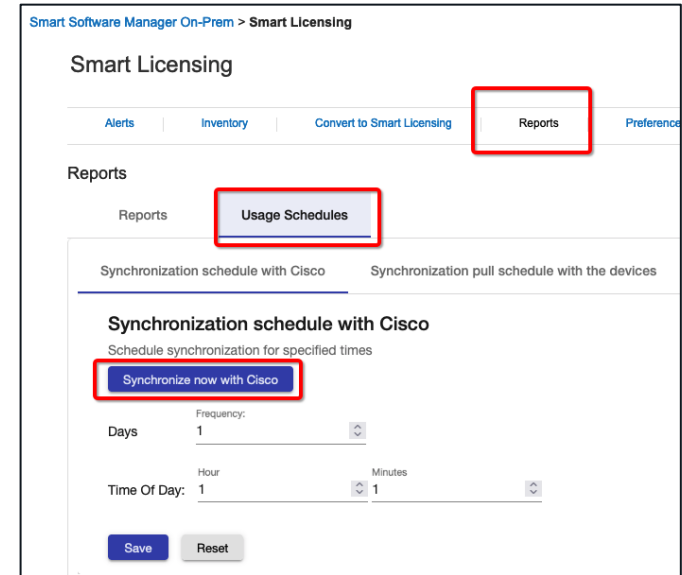 Smart Software Manager On-Prem > Smart Licensing
Smart Licensing
Alerts Inventory Convert to Smart Licensing Reports Preference
Reports
Reports Usage Schedules
Synchronization schedule with Cisco Synchronization pull schedule with the devices
Synchronization schedule with Cisco
Schedule synchronization for specified times
Synchronize now with Cisco
Frequency:
Days 1
Hour Minutes
Time Of Day: 1 1
Save Reset